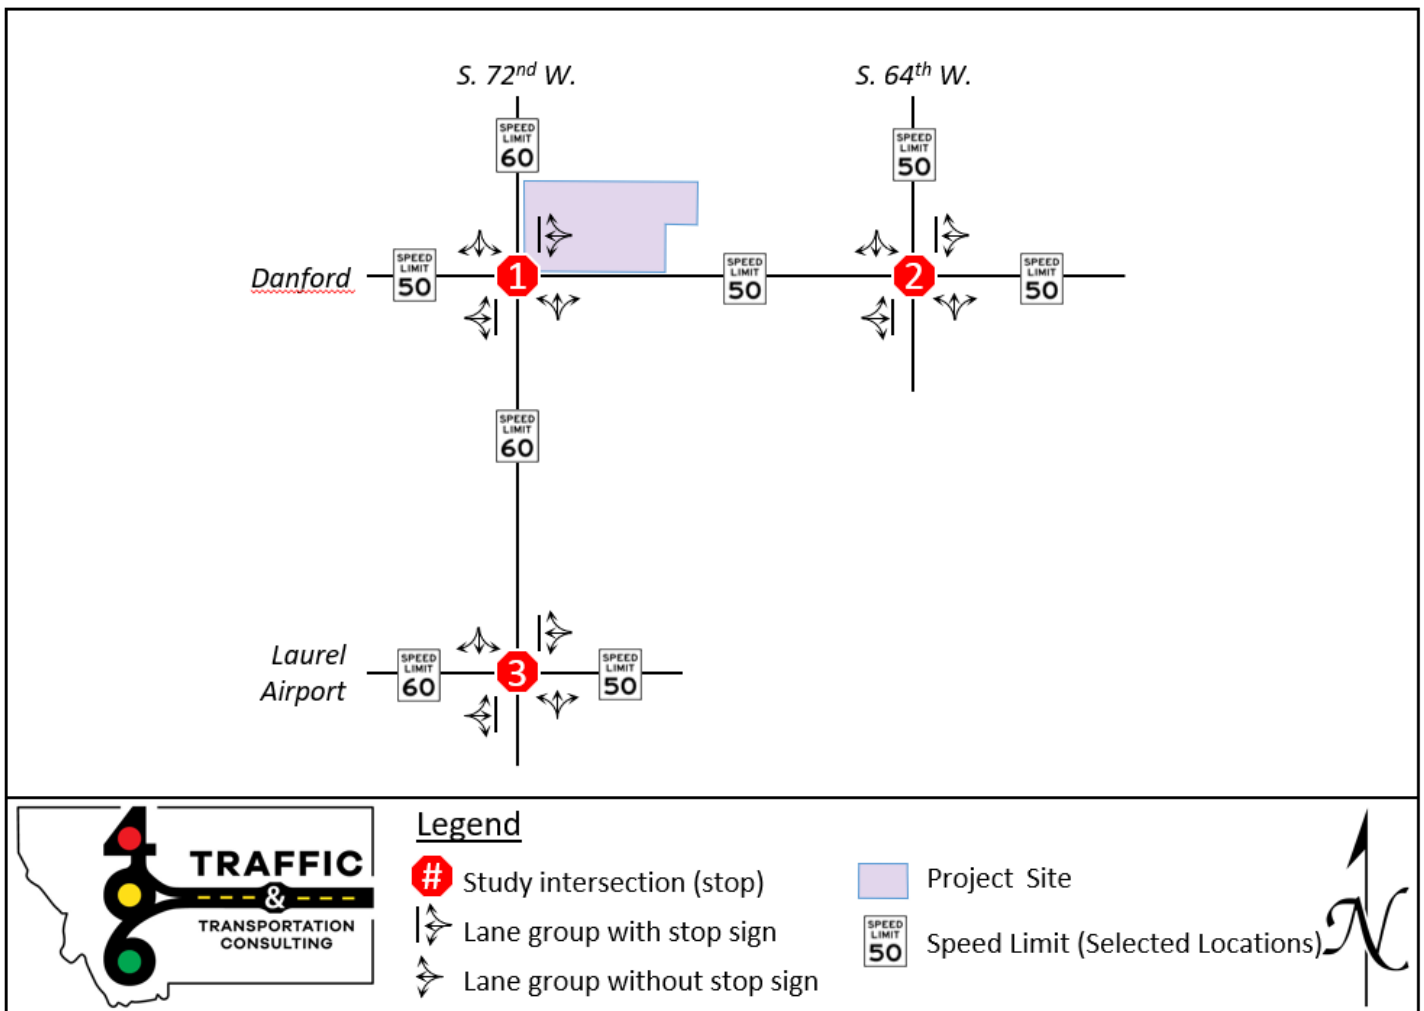 S. 72nd W.
S. 64th W.
SPEED LIMIT 60
SPEED LIMIT 50
Danford
SPEED LIMIT 50
1
SPEED LIMIT 50
2
SPEED LIMIT 50
SPEED LIMIT 60
Laurel
Airport
SPEED LIMIT 60
3
SPEED LIMIT 50
406
TRAFFIC
&
TRANSPORTATION
CONSULTING
Legend
# Study intersection (stop)
Lane group with stop sign
Lane group without stop sign
Project Site
SPEED LIMIT 50
Speed Limit (Selected Locations)
N